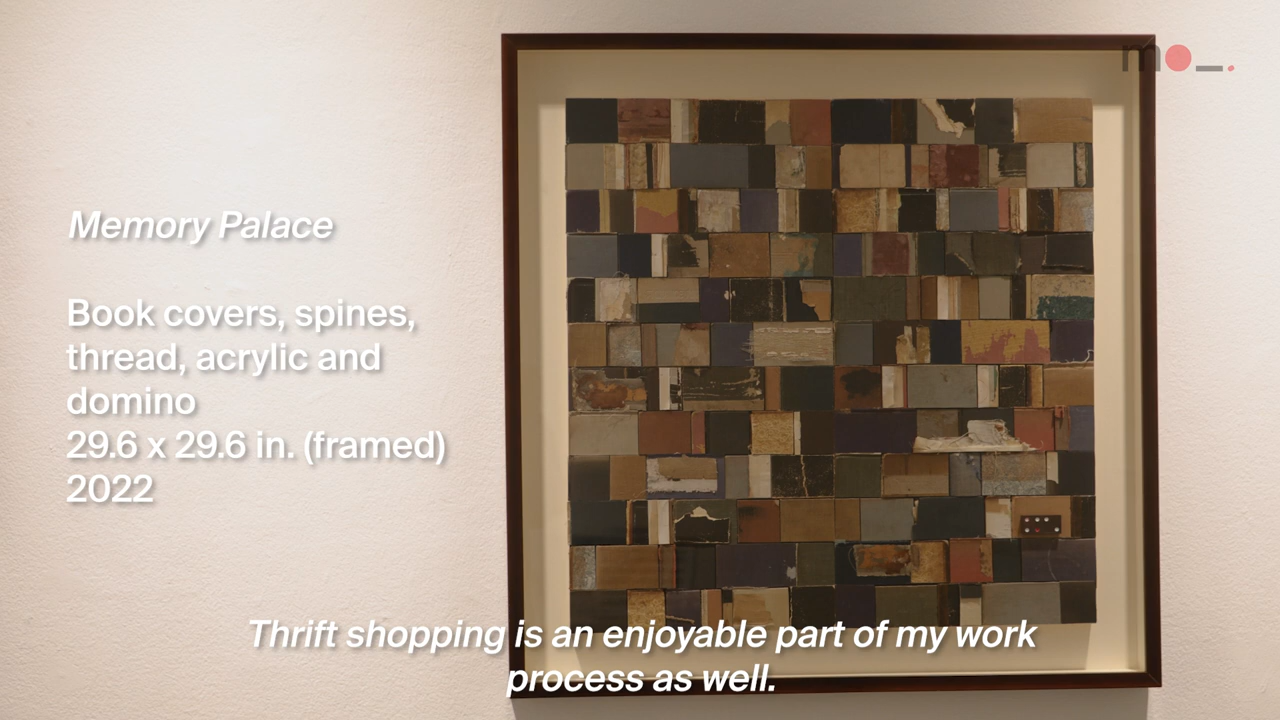 mo_.
Memory Palace
Book covers, spines,
thread, acrylic and
domino
29.6 x 29.6 in. (framed)
2022
Thrift shopping is an enjoyable part of my work
process as well.